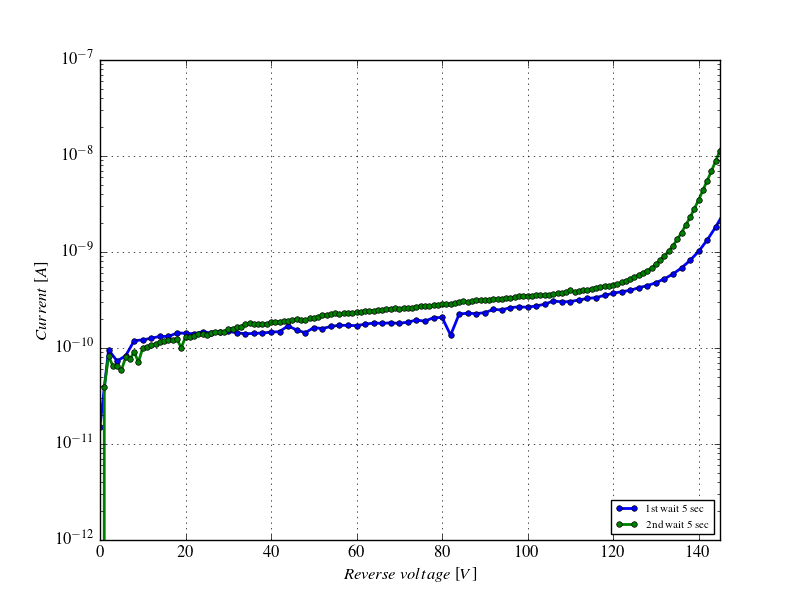 10⁻⁷
10⁻⁸
10⁻⁹
10⁻¹⁰
10⁻¹¹
10⁻¹²
Current [A]
1st wait 5 sec
2nd wait 5 sec
0 20 40 60 80 100 120 140
Reverse voltage [V]